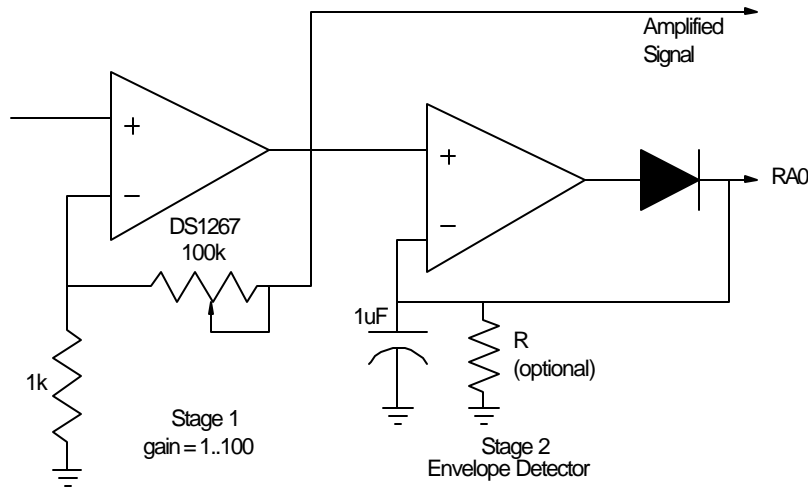 Amplified
Signal
+
−
DS1267
100k
1k
Stage 1
gain = 1..100
+
−
RA0
1uF
R
(optional)
Stage 2
Envelope Detector